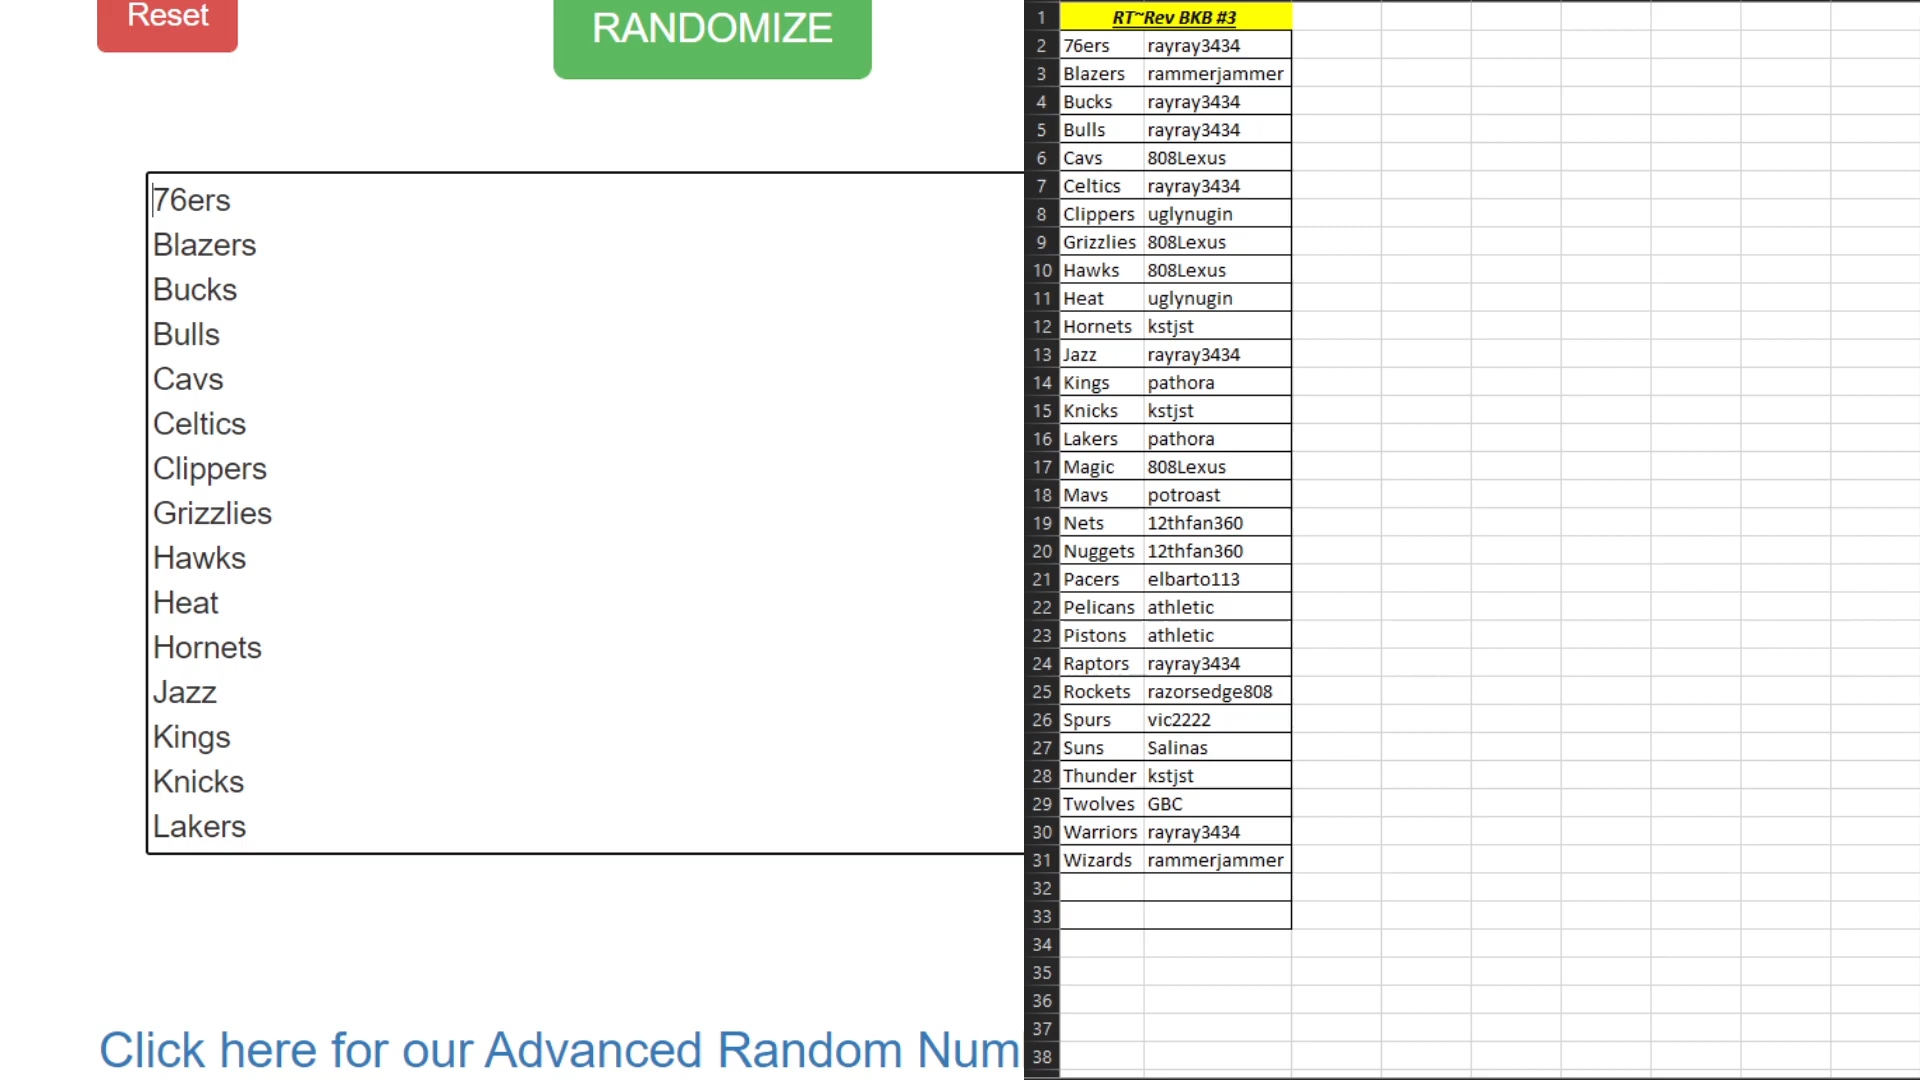 Reset
RANDOMIZE
76ers
Blazers
Bucks
Bulls
Cavs
Celtics
Clippers
Grizzlies
Hawks
Heat
Hornets
Jazz
Kings
Knicks
Lakers
Click here for our Advanced Random Num
1 RT~Rev BKB #3
2 76ers rayray3434
3 Blazers rammerjammer
4 Bucks rayray3434
5 Bulls rayray3434
6 Cavs 808Lexus
7 Celtics rayray3434
8 Clippers uglynugin
9 Grizzlies 808Lexus
10 Hawks 808Lexus
11 Heat uglynugin
12 Hornets kstjst
13 Jazz rayray3434
14 Kings pathora
15 Knicks kstjst
16 Lakers pathora
17 Magic 808Lexus
18 Mavs potroast
19 Nets 12thfan360
20 Nuggets 12thfan360
21 Pacers elbarto113
22 Pelicans athletic
23 Pistons athletic
24 Raptors rayray3434
25 Rockets razorsedge808
26 Spurs vic2222
27 Suns Salinas
28 Thunder kstjst
29 Twolves GBC
30 Warriors rayray3434
31 Wizards rammerjammer
32
33
34
35
36
37
38